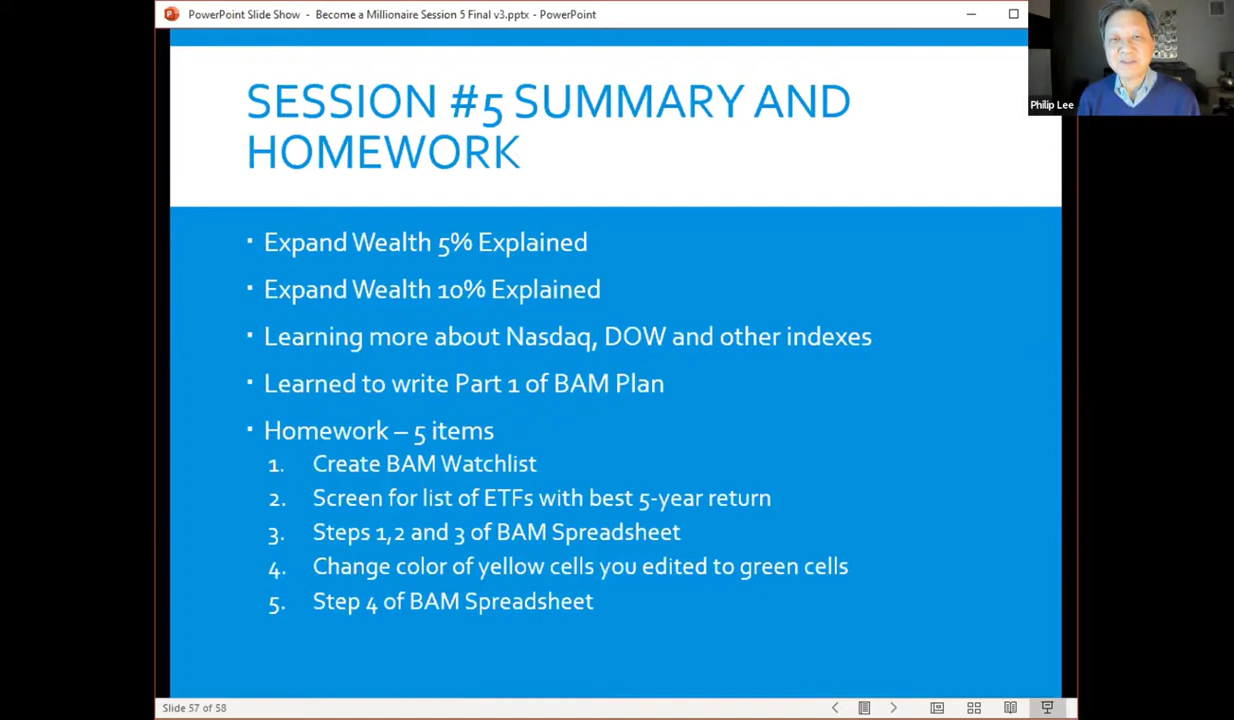 PowerPoint Slide Show - Become a Millionaire Session 5 Final v3.pptx - PowerPoint
Philip Lee
SESSION #5 SUMMARY AND
HOMEWORK
▪ Expand Wealth 5% Explained
▪ Expand Wealth 10% Explained
▪ Learning more about Nasdaq, DOW and other indexes
▪ Learned to write Part 1 of BAM Plan
▪ Homework – 5 items
1. Create BAM Watchlist
2. Screen for list of ETFs with best 5-year return
3. Steps 1,2 and 3 of BAM Spreadsheet
4. Change color of yellow cells you edited to green cells
5. Step 4 of BAM Spreadsheet
Slide 57 of 58